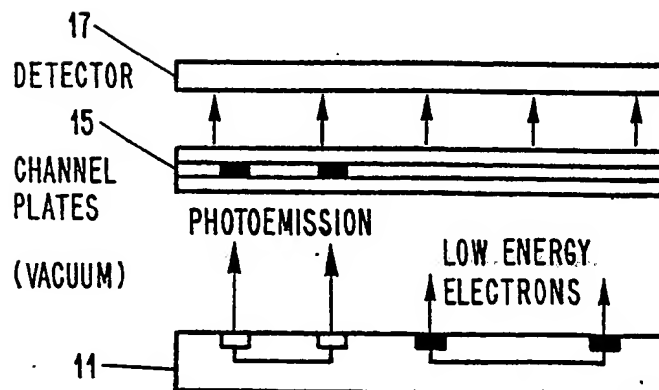 17
DETECTOR
15
CHANNEL
PLATES
PHOTOEMISSION
(VACUUM)
LOW ENERGY
ELECTRONS
11